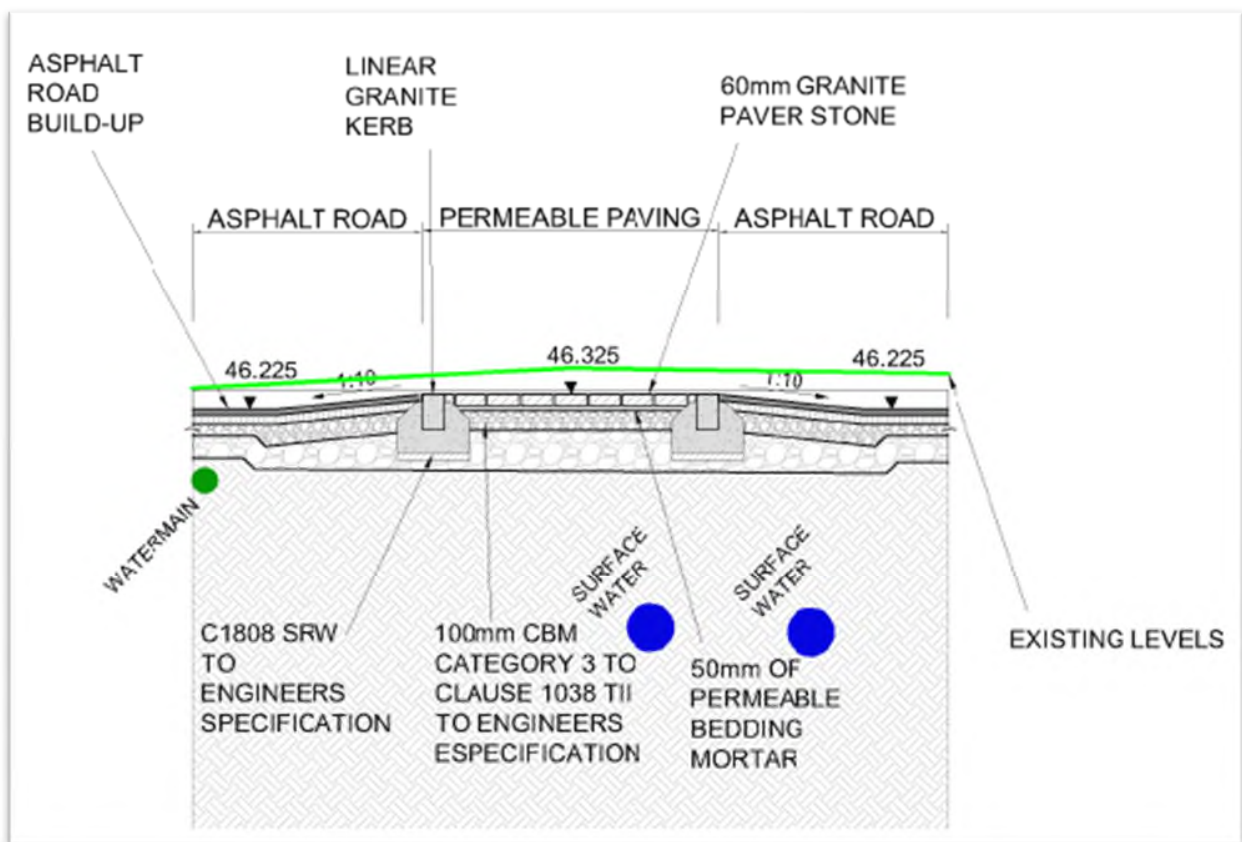 ASPHALT
ROAD
BUILD-UP
LINEAR
GRANITE
KERB
60mm GRANITE
PAVER STONE
ASPHALT ROAD
PERMEABLE PAVING
ASPHALT ROAD
46.225
1:10
46.325
1:10
46.225
WATERMAIN
SURFACE
WATER
SURFACE
WATER
C1808 SRW
TO
ENGINEERS
SPECIFICATION
100mm CBM
CATEGORY 3 TO
CLAUSE 1038 TII
TO ENGINEERS
ESPECIFICATION
50mm OF
PERMEABLE
BEDDING
MORTAR
EXISTING LEVELS